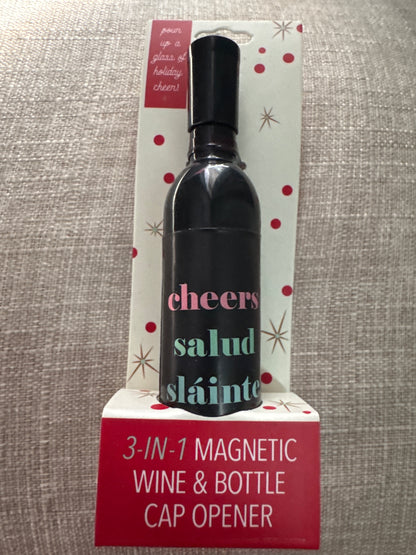 pour
up a
glass of
holiday
cheer!
cheers
salud
sláinte
3-IN-1 MAGNETIC
WINE & BOTTLE
CAP OPENER